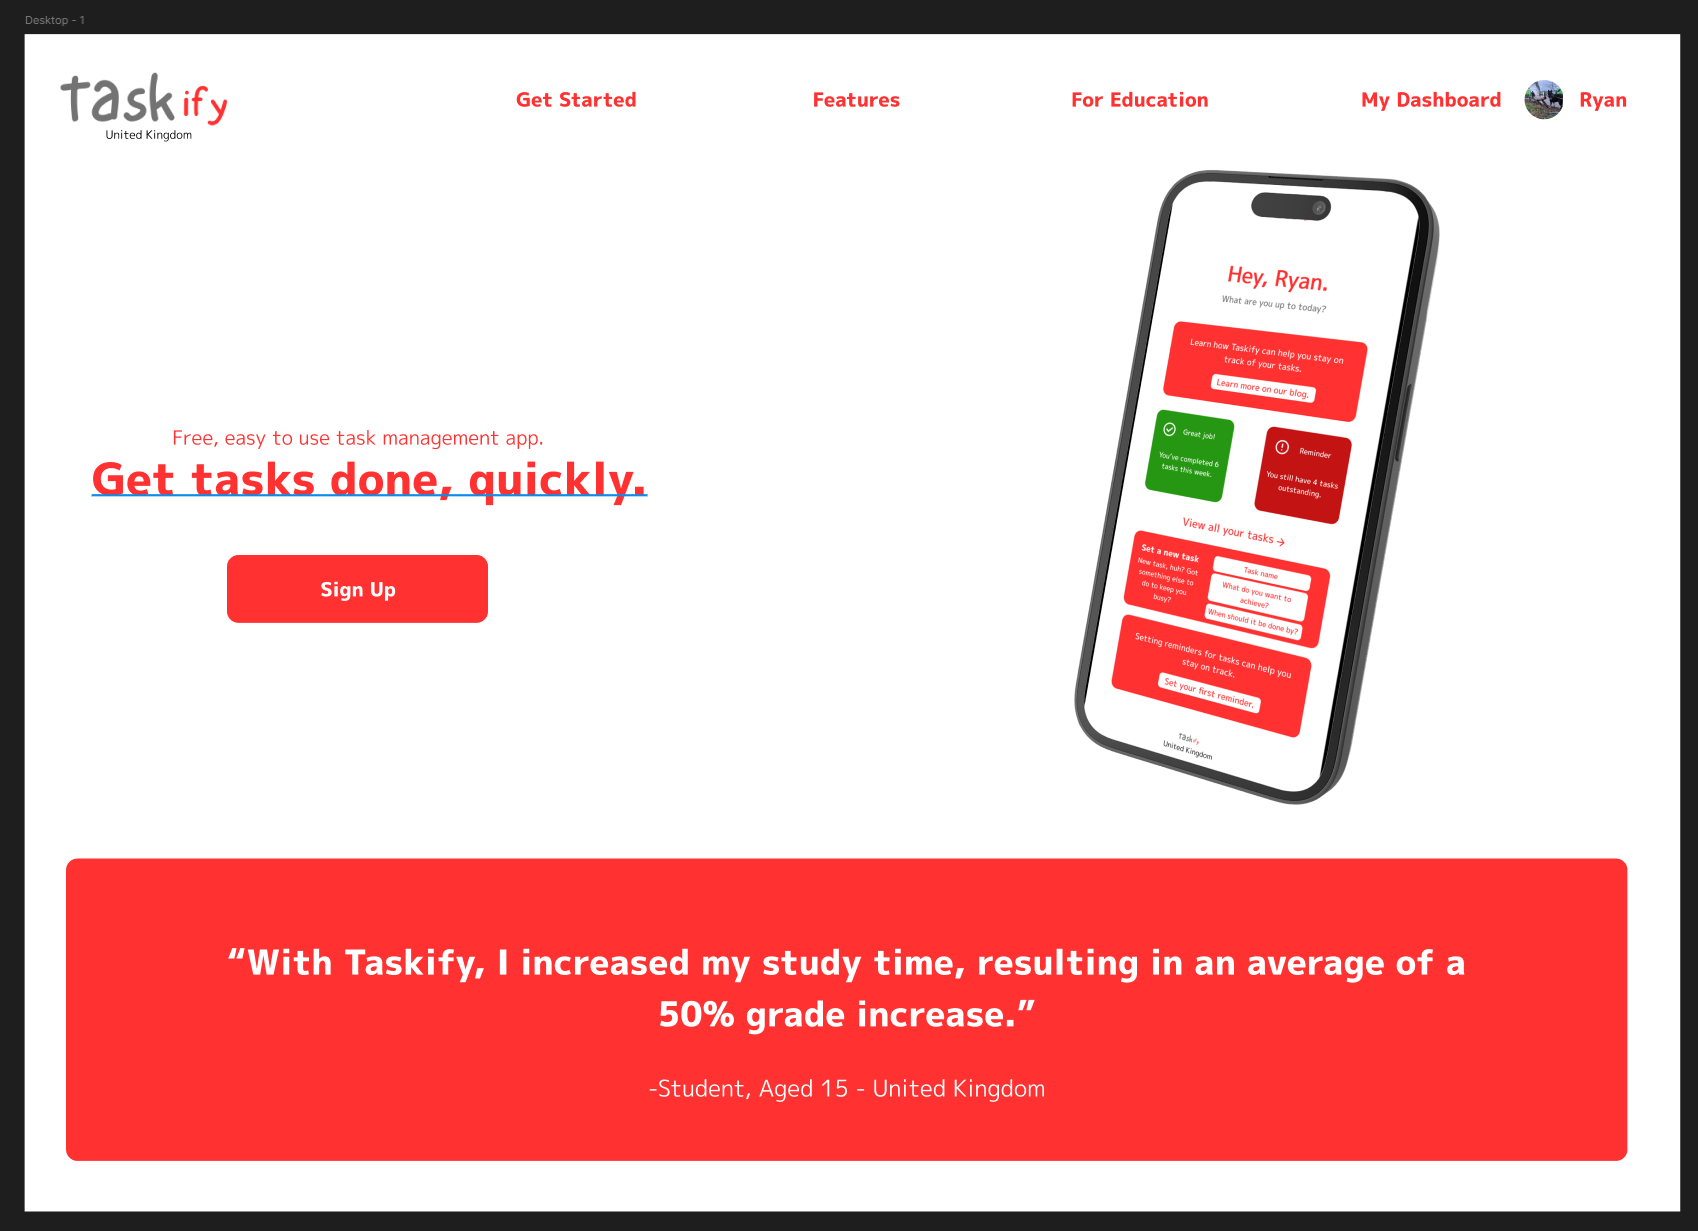 Desktop - 1
taskify
United Kingdom
Get Started
Features
For Education
My Dashboard
Ryan
Free, easy to use task management app.
Get tasks done, quickly.
Sign Up
Hey, Ryan.
What are you up to today?
Learn how Taskify can help you stay on
track of your tasks.
Learn more on our blog.
Great job!
You've completed 6
tasks this week.
Reminder
You still have 4 tasks
outstanding.
View all your tasks →
Set a new task
New task, huh? Got
something else to
do to keep you
busy?
Task name
What do you want to
achieve?
When should it be done by?
Setting reminders for tasks can help you
stay on track.
Set your first reminder.
Taskify
United Kingdom
“With Taskify, I increased my study time, resulting in an average of a
50% grade increase.”
-Student, Aged 15 - United Kingdom